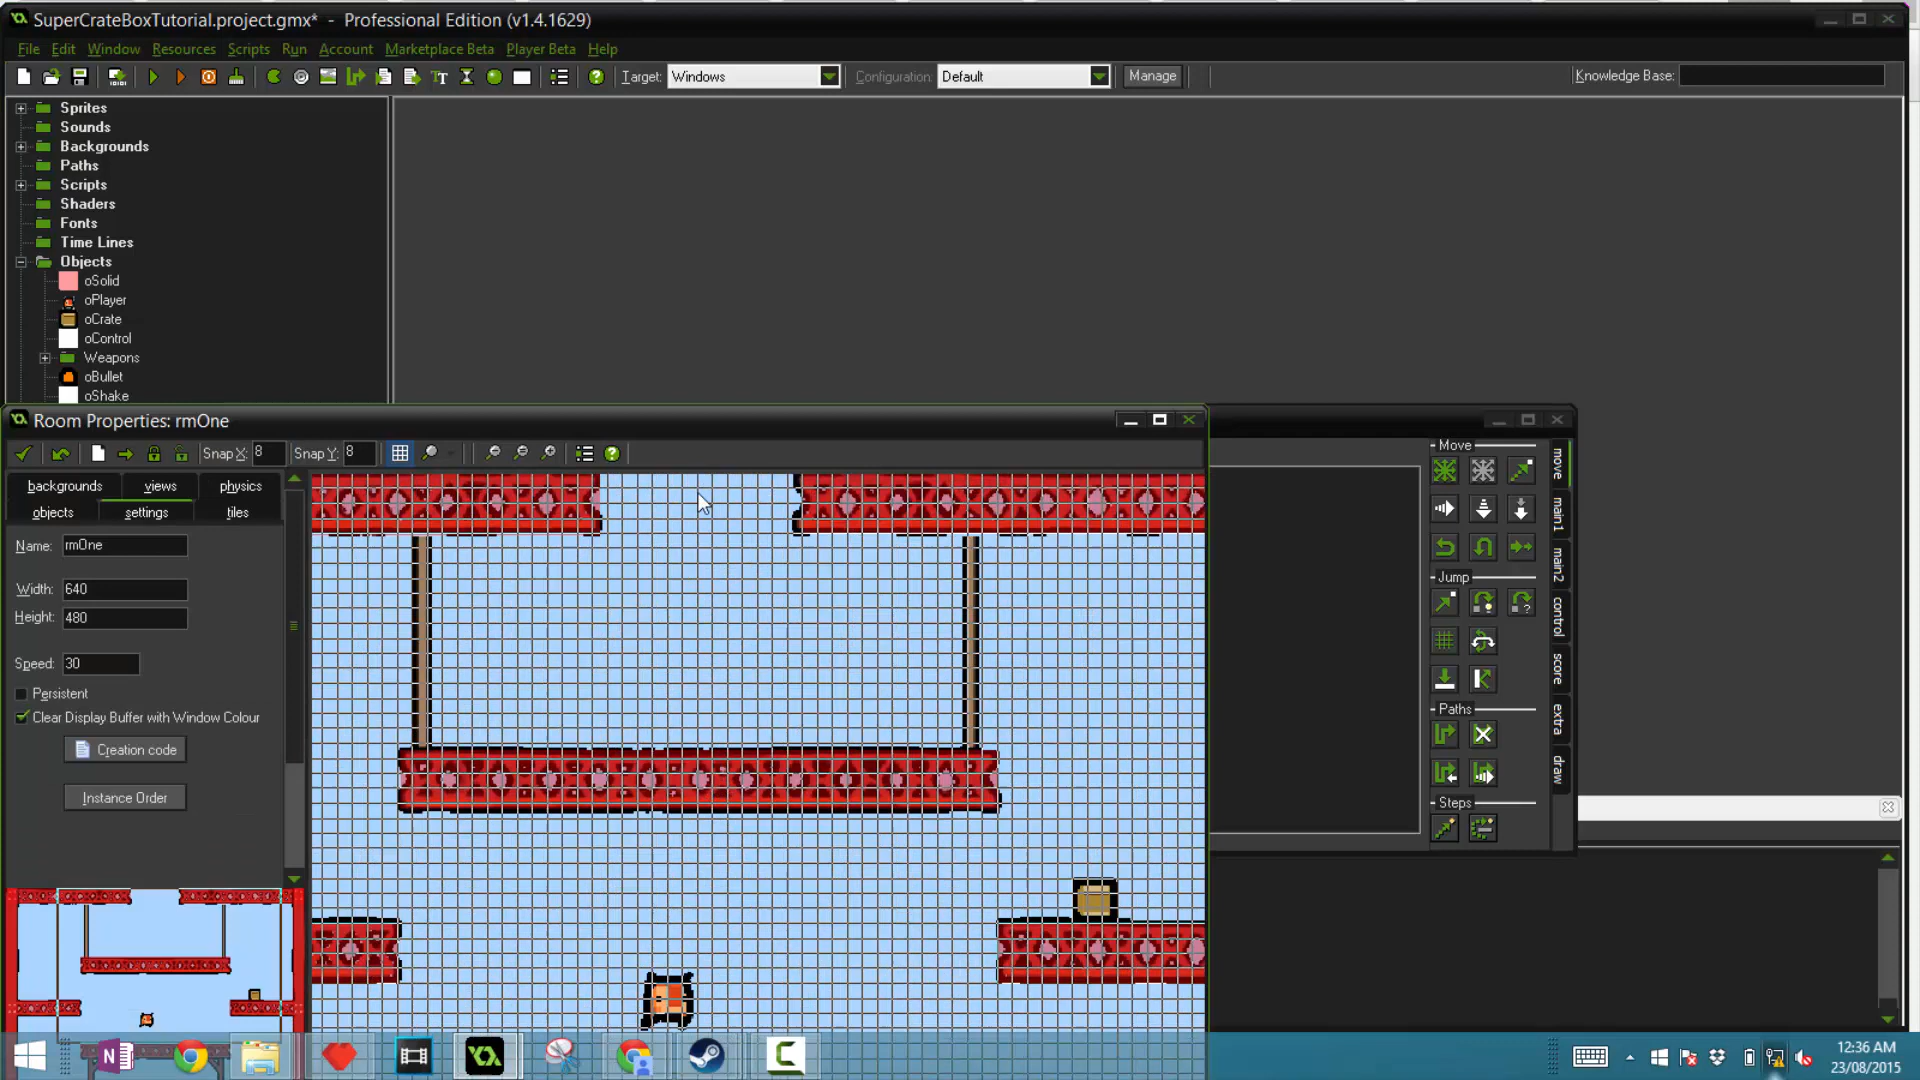 SuperCrateBoxTutorial.project.gmx* - Professional Edition (v1.4.1629)
File Edit Window Resources Scripts Run Account Marketplace Beta Player Beta Help
Target: Windows Configuration: Default Manage Knowledge Base:
Sprites
Sounds
Backgrounds
Paths
Scripts
Shaders
Fonts
Time Lines
Objects
oSolid
oPlayer
oCrate
oControl
Weapons
oBullet
oShake
Room Properties: rmOne
Snap X: 8 Snap Y: 8
backgrounds views physics
objects settings tiles
Name: rmOne
Width: 640
Height: 480
Speed: 30
Persistent
Clear Display Buffer with Window Colour
Creation code
Instance Order
Move
Jump
Paths
Steps
move
main1
main2
control
score
extra
draw
12:36 AM
23/08/2015